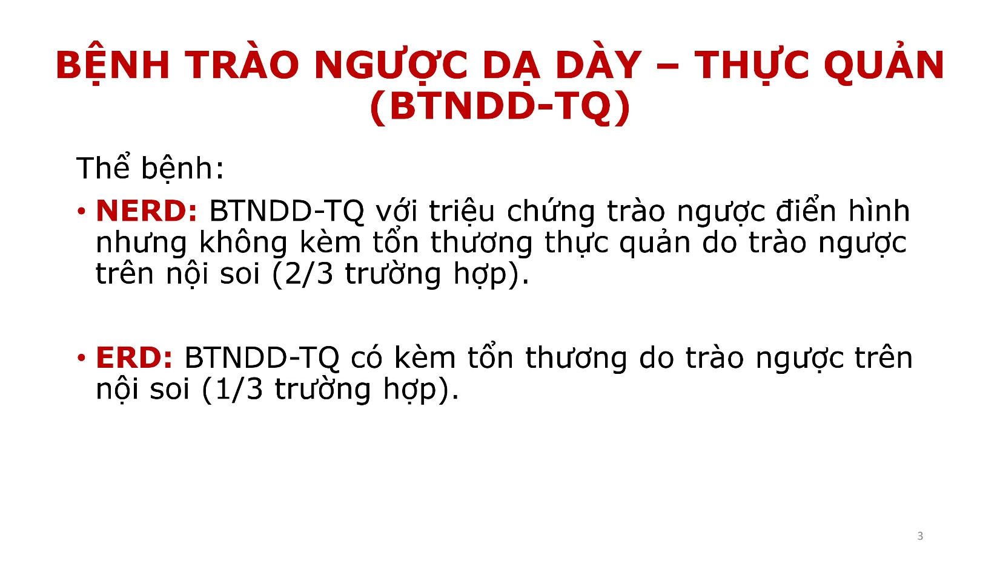 BỆNH TRÀO NGƯỢC DẠ DÀY – THỰC QUẢN
(BTNDD-TQ)
Thể bệnh:
• NERD: BTNDD-TQ với triệu chứng trào ngược điển hình
nhưng không kèm tổn thương thực quản do trào ngược
trên nội soi (2/3 trường hợp).
• ERD: BTNDD-TQ có kèm tổn thương do trào ngược trên
nội soi (1/3 trường hợp).
3